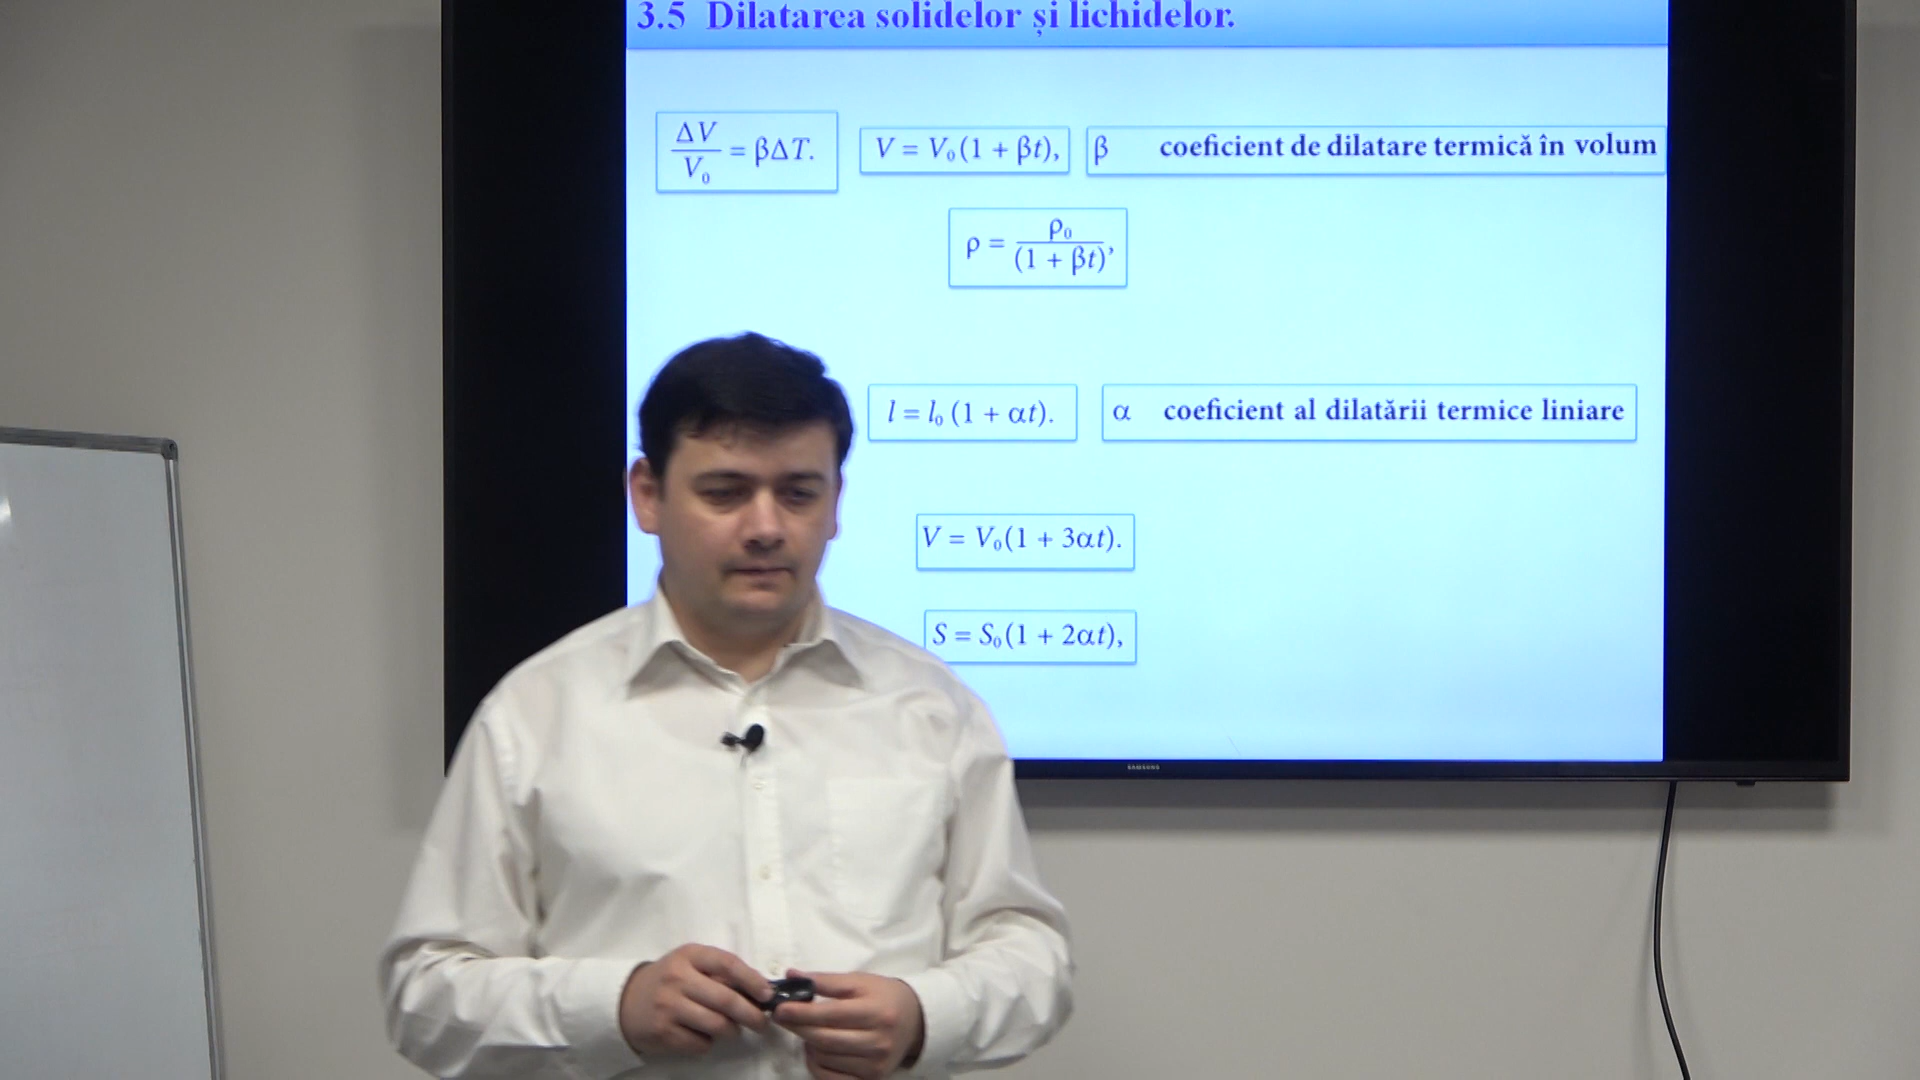 3.5 Dilatarea solidelor și lichidelor.
ΔV/V₀ = βΔT.
V = V₀(1 + βt),
β coeficient de dilatare termică în volum
ρ = ρ₀/(1 + βt),
l = l₀ (1 + αt).
α coeficient al dilatării termice liniare
V = V₀(1 + 3αt).
S = S₀(1 + 2αt),
SAMSUNG